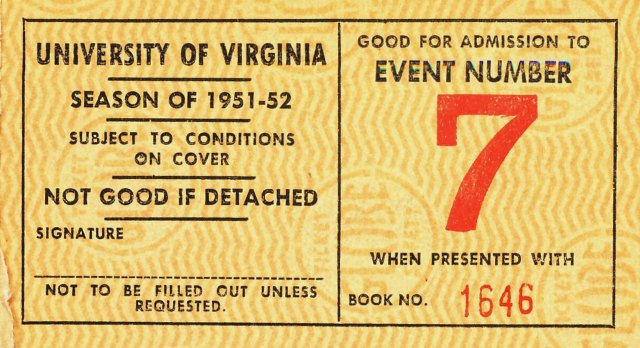 UNIVERSITY OF VIRGINIA
SEASON OF 1951-52
SUBJECT TO CONDITIONS
ON COVER
NOT GOOD IF DETACHED
SIGNATURE
NOT TO BE FILLED OUT UNLESS
REQUESTED.
GOOD FOR ADMISSION TO
EVENT NUMBER
7
WHEN PRESENTED WITH
BOOK NO. 1646